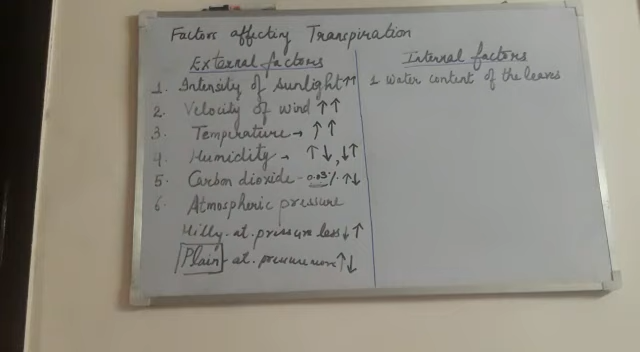 Factors affecting Transpiration
External factors
1. Intensity of sunlight ↑↑
2. Velocity of wind ↑↑
3. Temperature → ↑↑
4. Humidity → ↑↓, ↓↑
5. Carbon dioxide - 0.03% ↑↓
6. Atmospheric pressure
Hilly - at. pressure less ↓↑
Plain - at. pressure more ↑↓
Internal factors
1. Water content of the leaves